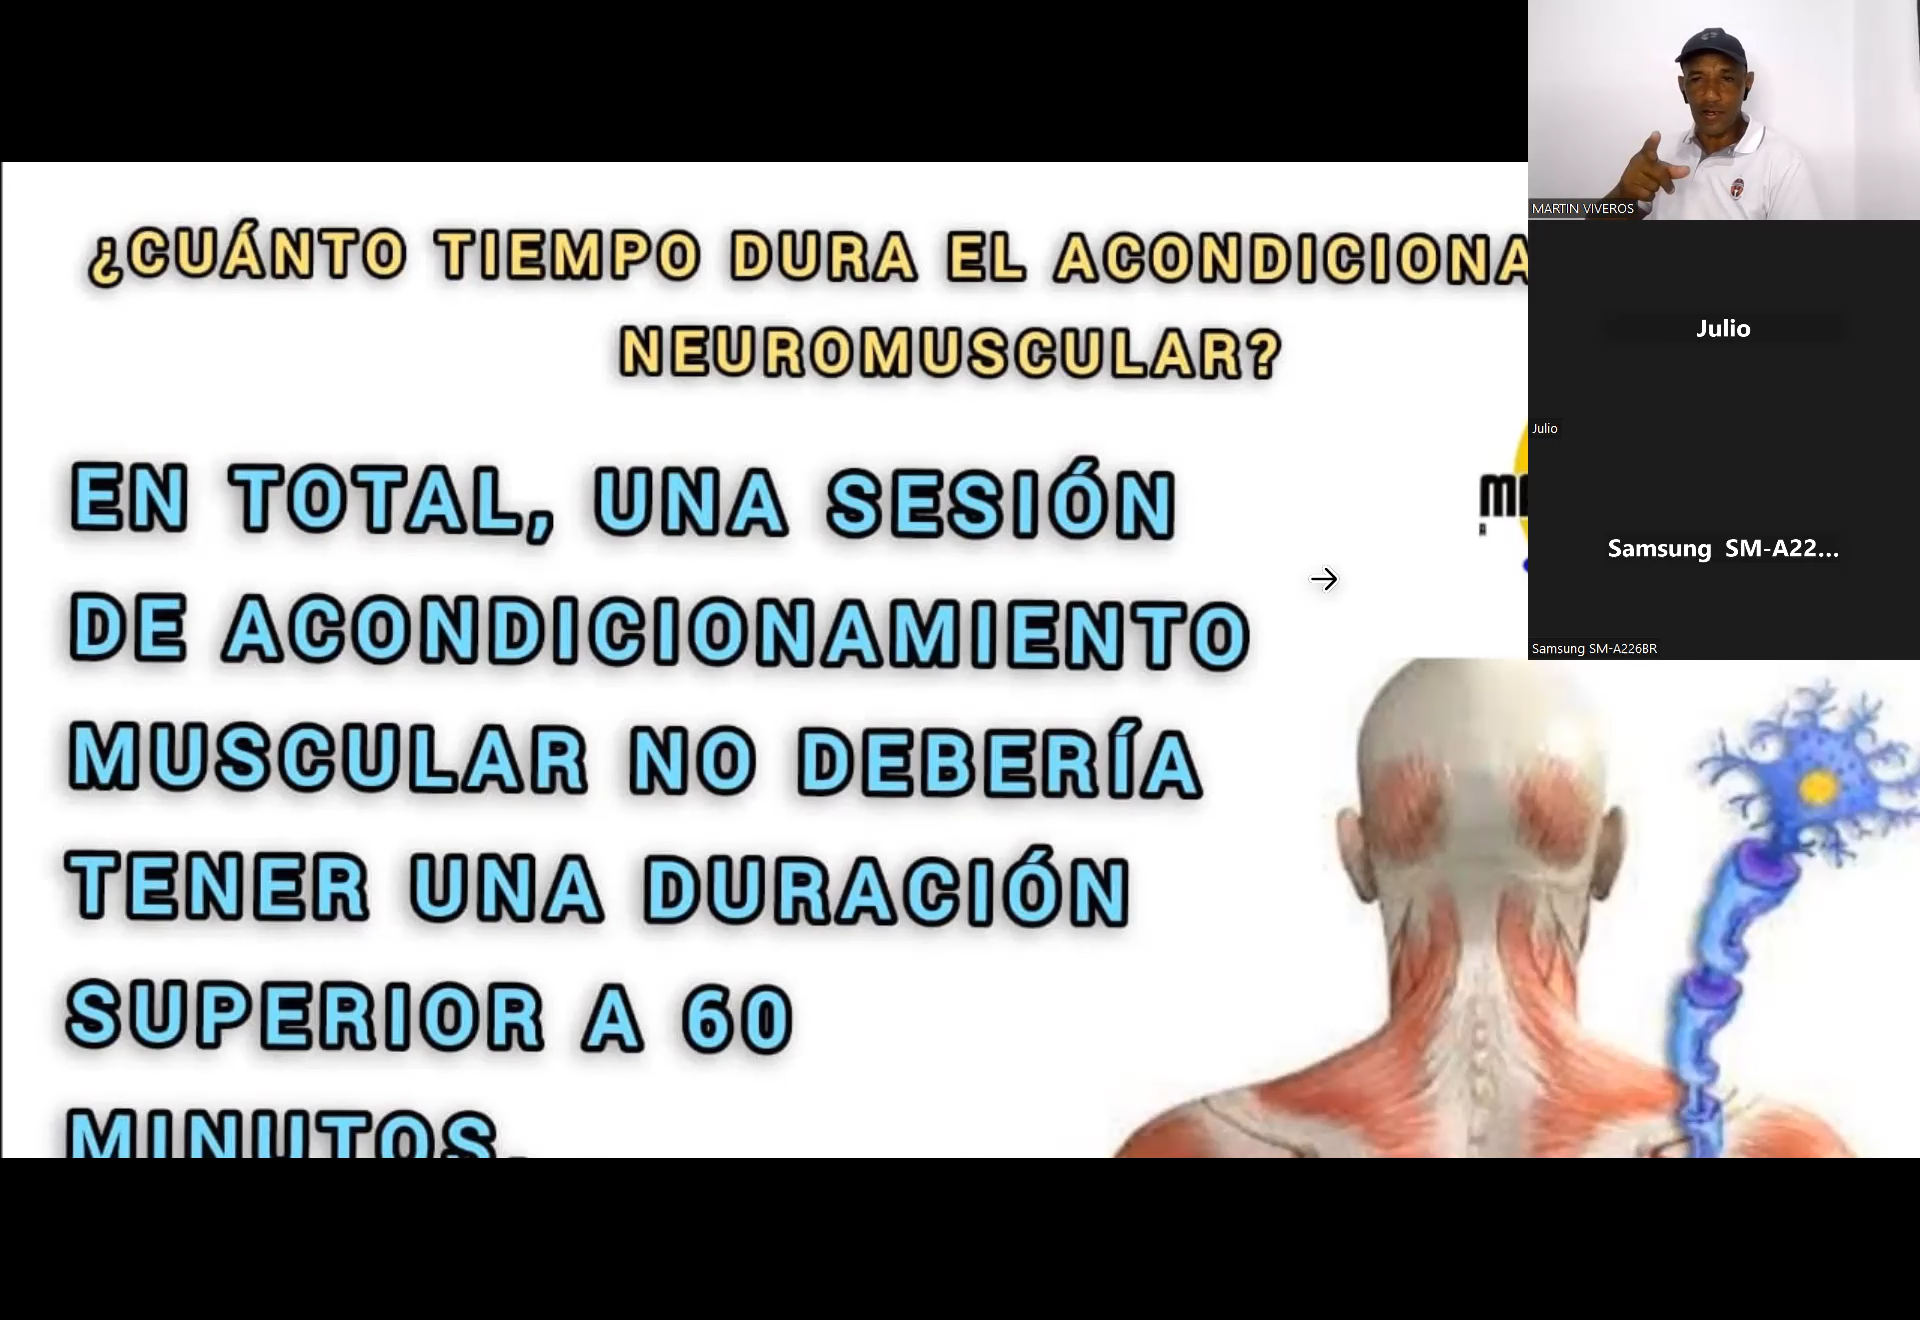 ¿CUÁNTO TIEMPO DURA EL ACONDICIONA
NEUROMUSCULAR?
EN TOTAL, UNA SESIÓN
DE ACONDICIONAMIENTO
MUSCULAR NO DEBERÍA
TENER UNA DURACIÓN
SUPERIOR A 60
MINUTOS.
MARTIN VIVEROS
Julio
Julio
Samsung SM-A22...
Samsung SM-A226BR